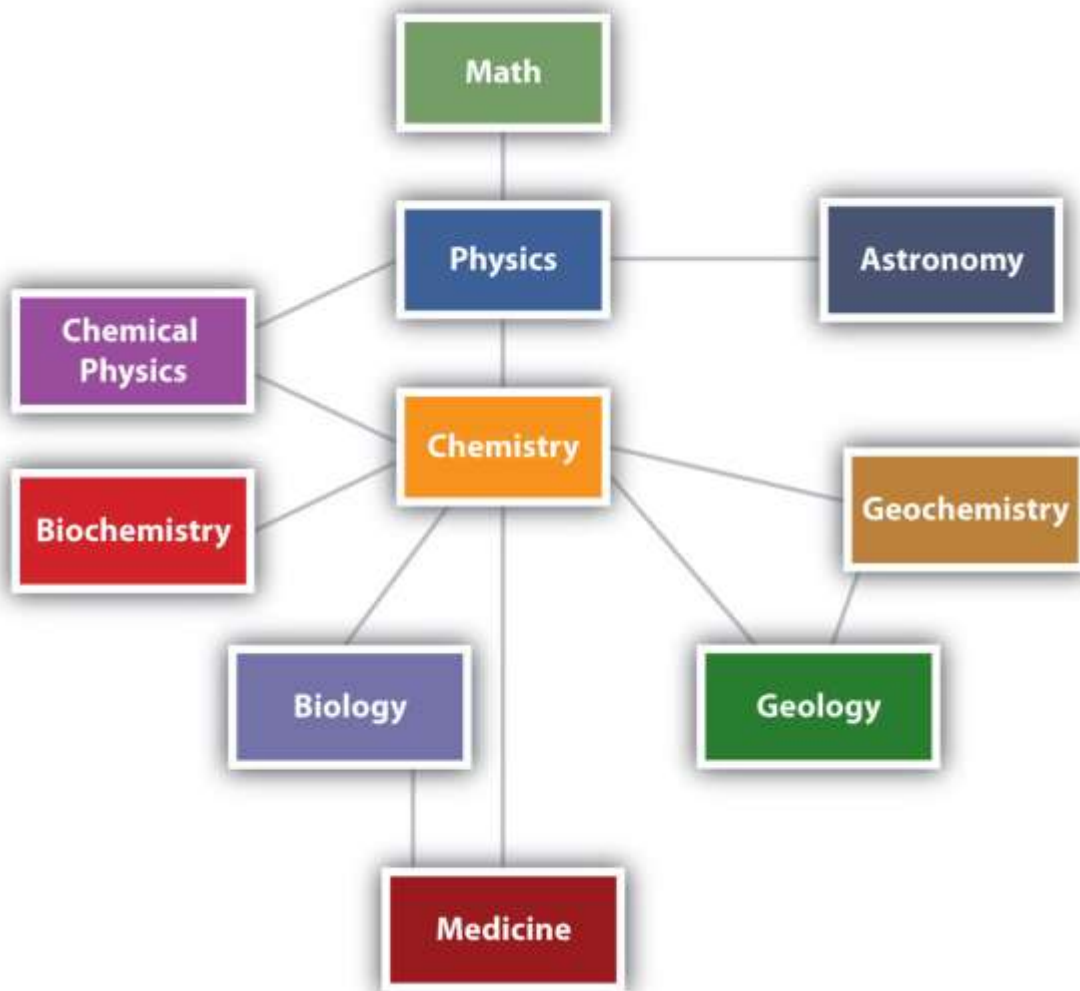 Math
Physics
Astronomy
Chemical
Physics
Chemistry
Biochemistry
Geochemistry
Biology
Geology
Medicine